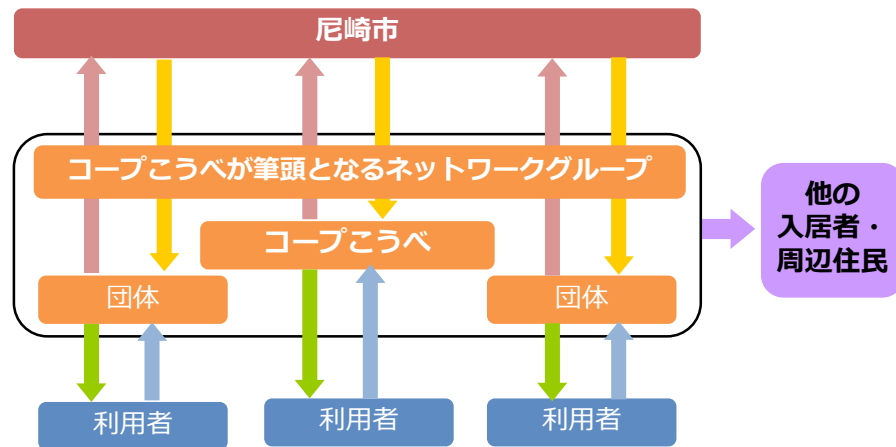 尼崎市
コープこうべが筆頭となるネットワークグループ
コープこうべ
団体
団体
利用者
利用者
利用者
他の
入居者・
周辺住民